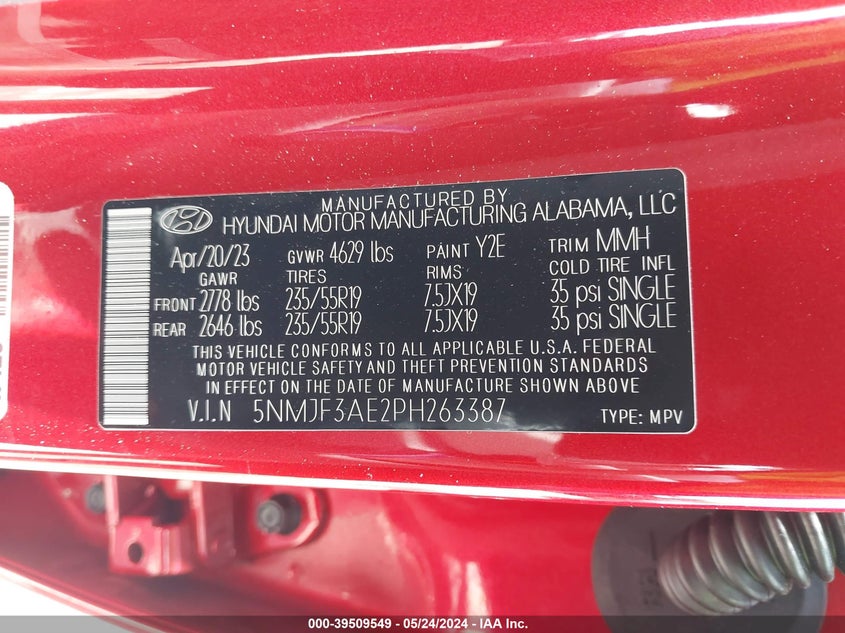 MANUFACTURED BY
HYUNDAI MOTOR MANUFACTURING ALABAMA, LLC
Apr/20/23 GVWR 4629 lbs PAINT Y2E TRIM MMH
GAWR TIRES RIMS COLD TIRE INFL
FRONT 2778 lbs 235/55R19 7.5JX19 35 psi SINGLE
REAR 2646 lbs 235/55R19 7.5JX19 35 psi SINGLE
THIS VEHICLE CONFORMS TO ALL APPLICABLE U.S.A. FEDERAL
MOTOR VEHICLE SAFETY AND THEFT PREVENTION STANDARDS
IN EFFECT ON THE DATE OF MANUFACTURE SHOWN ABOVE.
V.I.N 5NMJF3AE2PH263387 TYPE: MPV
000-39509549 - 05/24/2024 - IAA Inc.